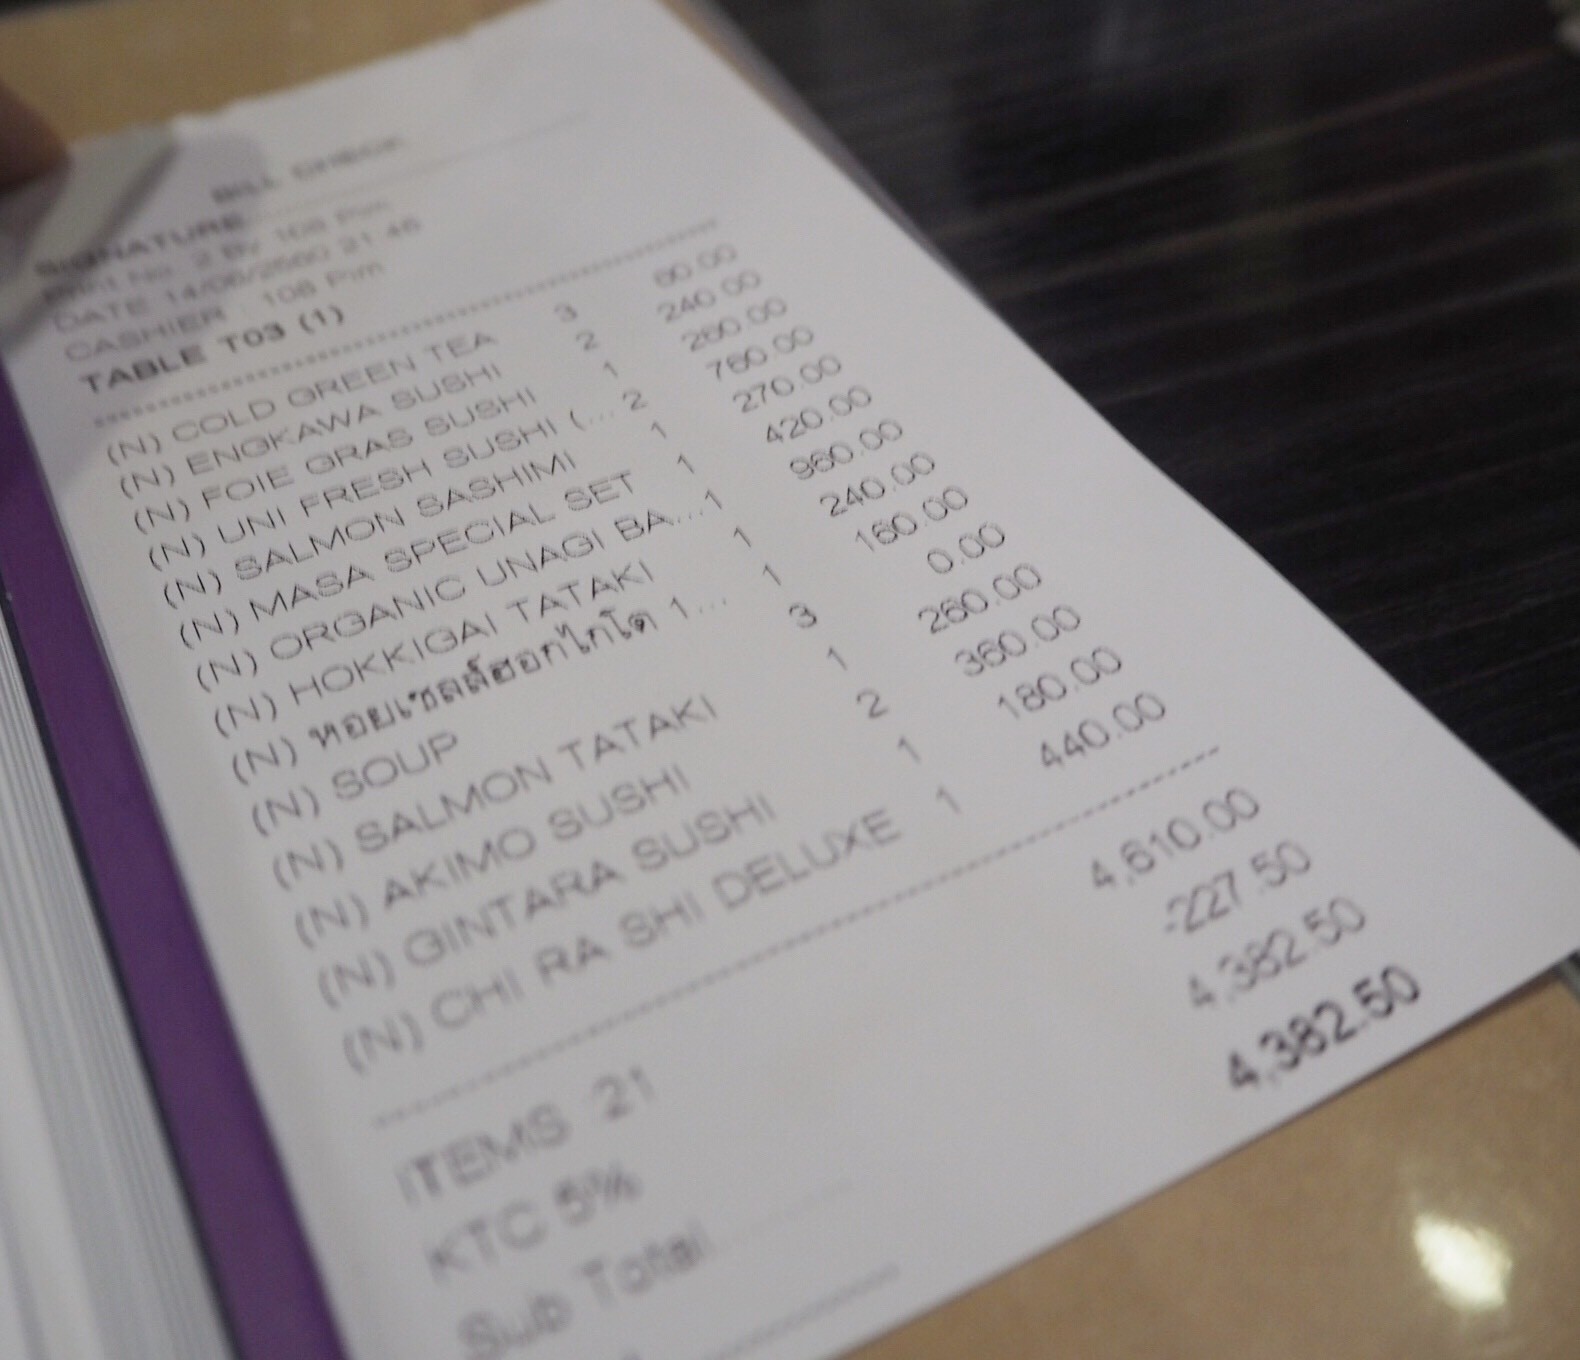 BILL CHECK
SIGNATURE
Print No. 2 By 108 Pim
DATE 14/06/2560 21:46
CASHIER : 108 Pim
TABLE T03 (1)
(N) COLD GREEN TEA 3 60.00
(N) ENGKAWA SUSHI 2 240.00
(N) FOIE GRAS SUSHI 1 260.00
(N) UNI FRESH SUSHI (... 2 760.00
(N) SALMON SASHIMI 1 270.00
(N) MASA SPECIAL SET 1 420.00
(N) ORGANIC UNAGI BA... 1 960.00
(N) HOKKIGAI TATAKI 1 240.00
(N) หอยเชลล์ฮอกไกโด 1... 1 160.00
(N) SOUP 3 0.00
(N) SALMON TATAKI 1 260.00
(N) AKIMO SUSHI 2 360.00
(N) GINTARA SUSHI 1 180.00
(N) CHI RA SHI DELUXE 1 440.00
ITEMS 21 4,610.00
KTC 5% -227.50
Sub Total 4,382.50
4,382.50